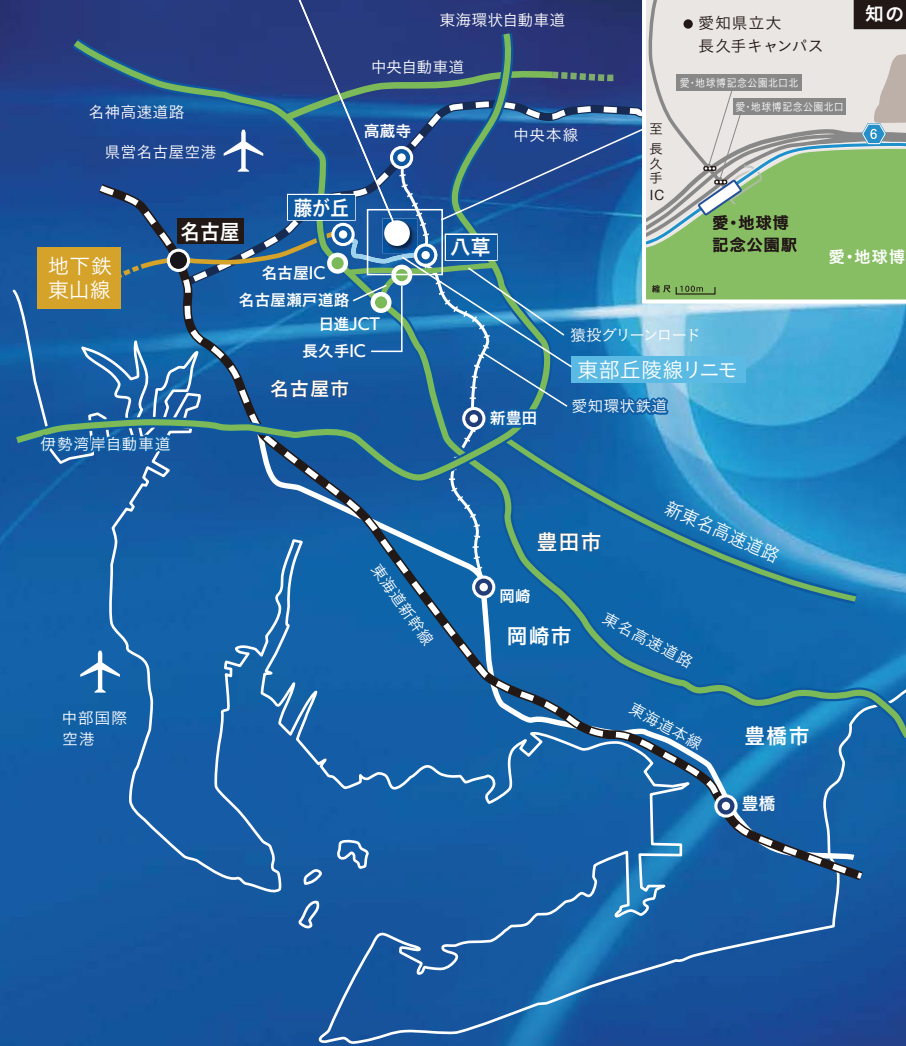 東海環状自動車道
中央自動車道
名神高速道路
県営名古屋空港
高蔵寺
中央本線
藤が丘
名古屋
八草
地下鉄
東山線
名古屋IC
名古屋瀬戸道路
日進JCT
長久手IC
猿投グリーンロード
東部丘陵線リニモ
愛知環状鉄道
名古屋市
新豊田
伊勢湾岸自動車道
新東名高速道路
豊田市
岡崎
東海道新幹線
岡崎市
東名高速道路
中部国際
空港
東海道本線
豊橋市
豊橋
知の
愛知県立大
長久手キャンパス
愛・地球博記念公園北口北
愛・地球博記念公園北口
6
至長久手IC
愛・地球博
記念公園駅
愛・地球博
縮尺 100m